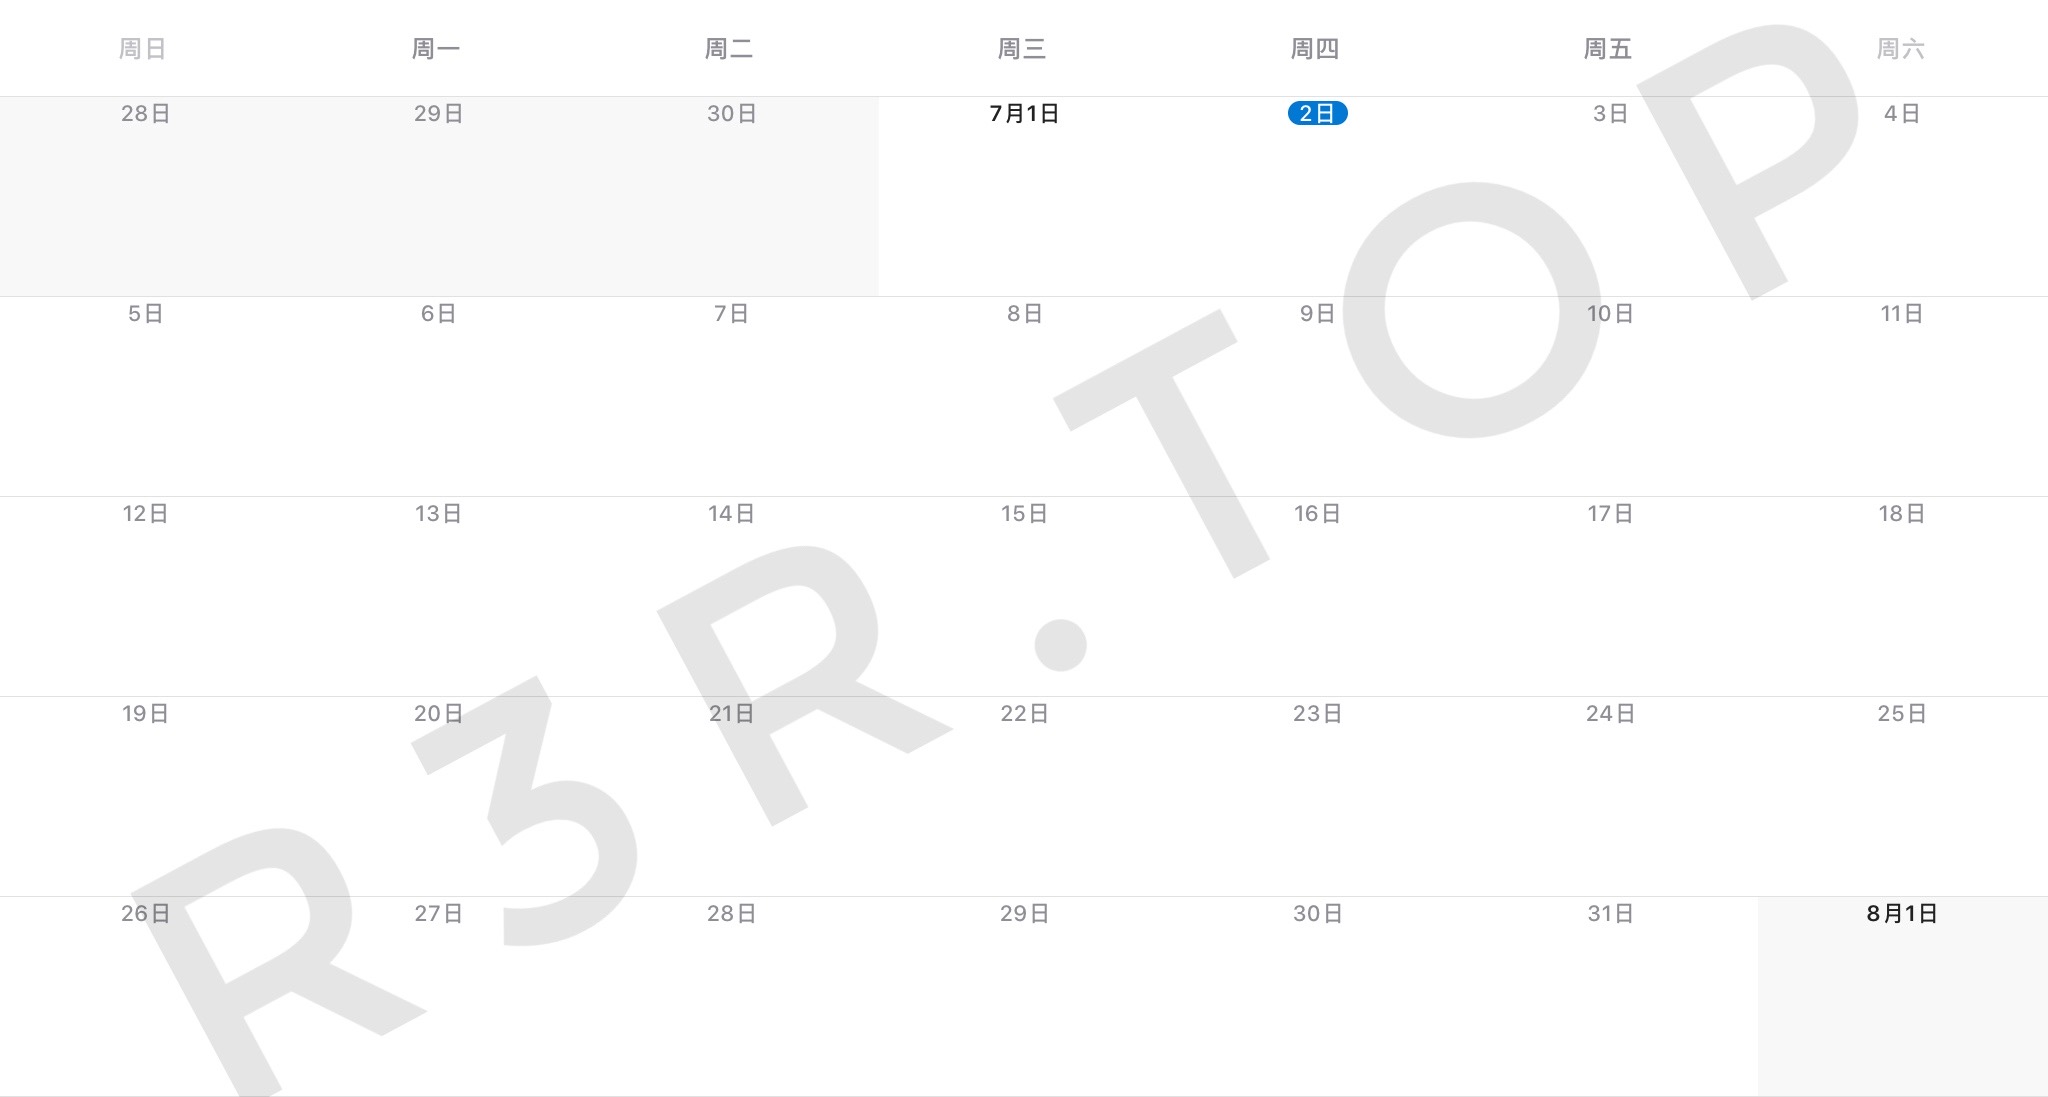 周日 周一 周二 周三 周四 周五 周六
28日 29日 30日 7月1日 2日 3日 4日
5日 6日 7日 8日 9日 10日 11日
12日 13日 14日 15日 16日 17日 18日
19日 20日 21日 22日 23日 24日 25日
26日 27日 28日 29日 30日 31日 8月1日
R3R.TOP